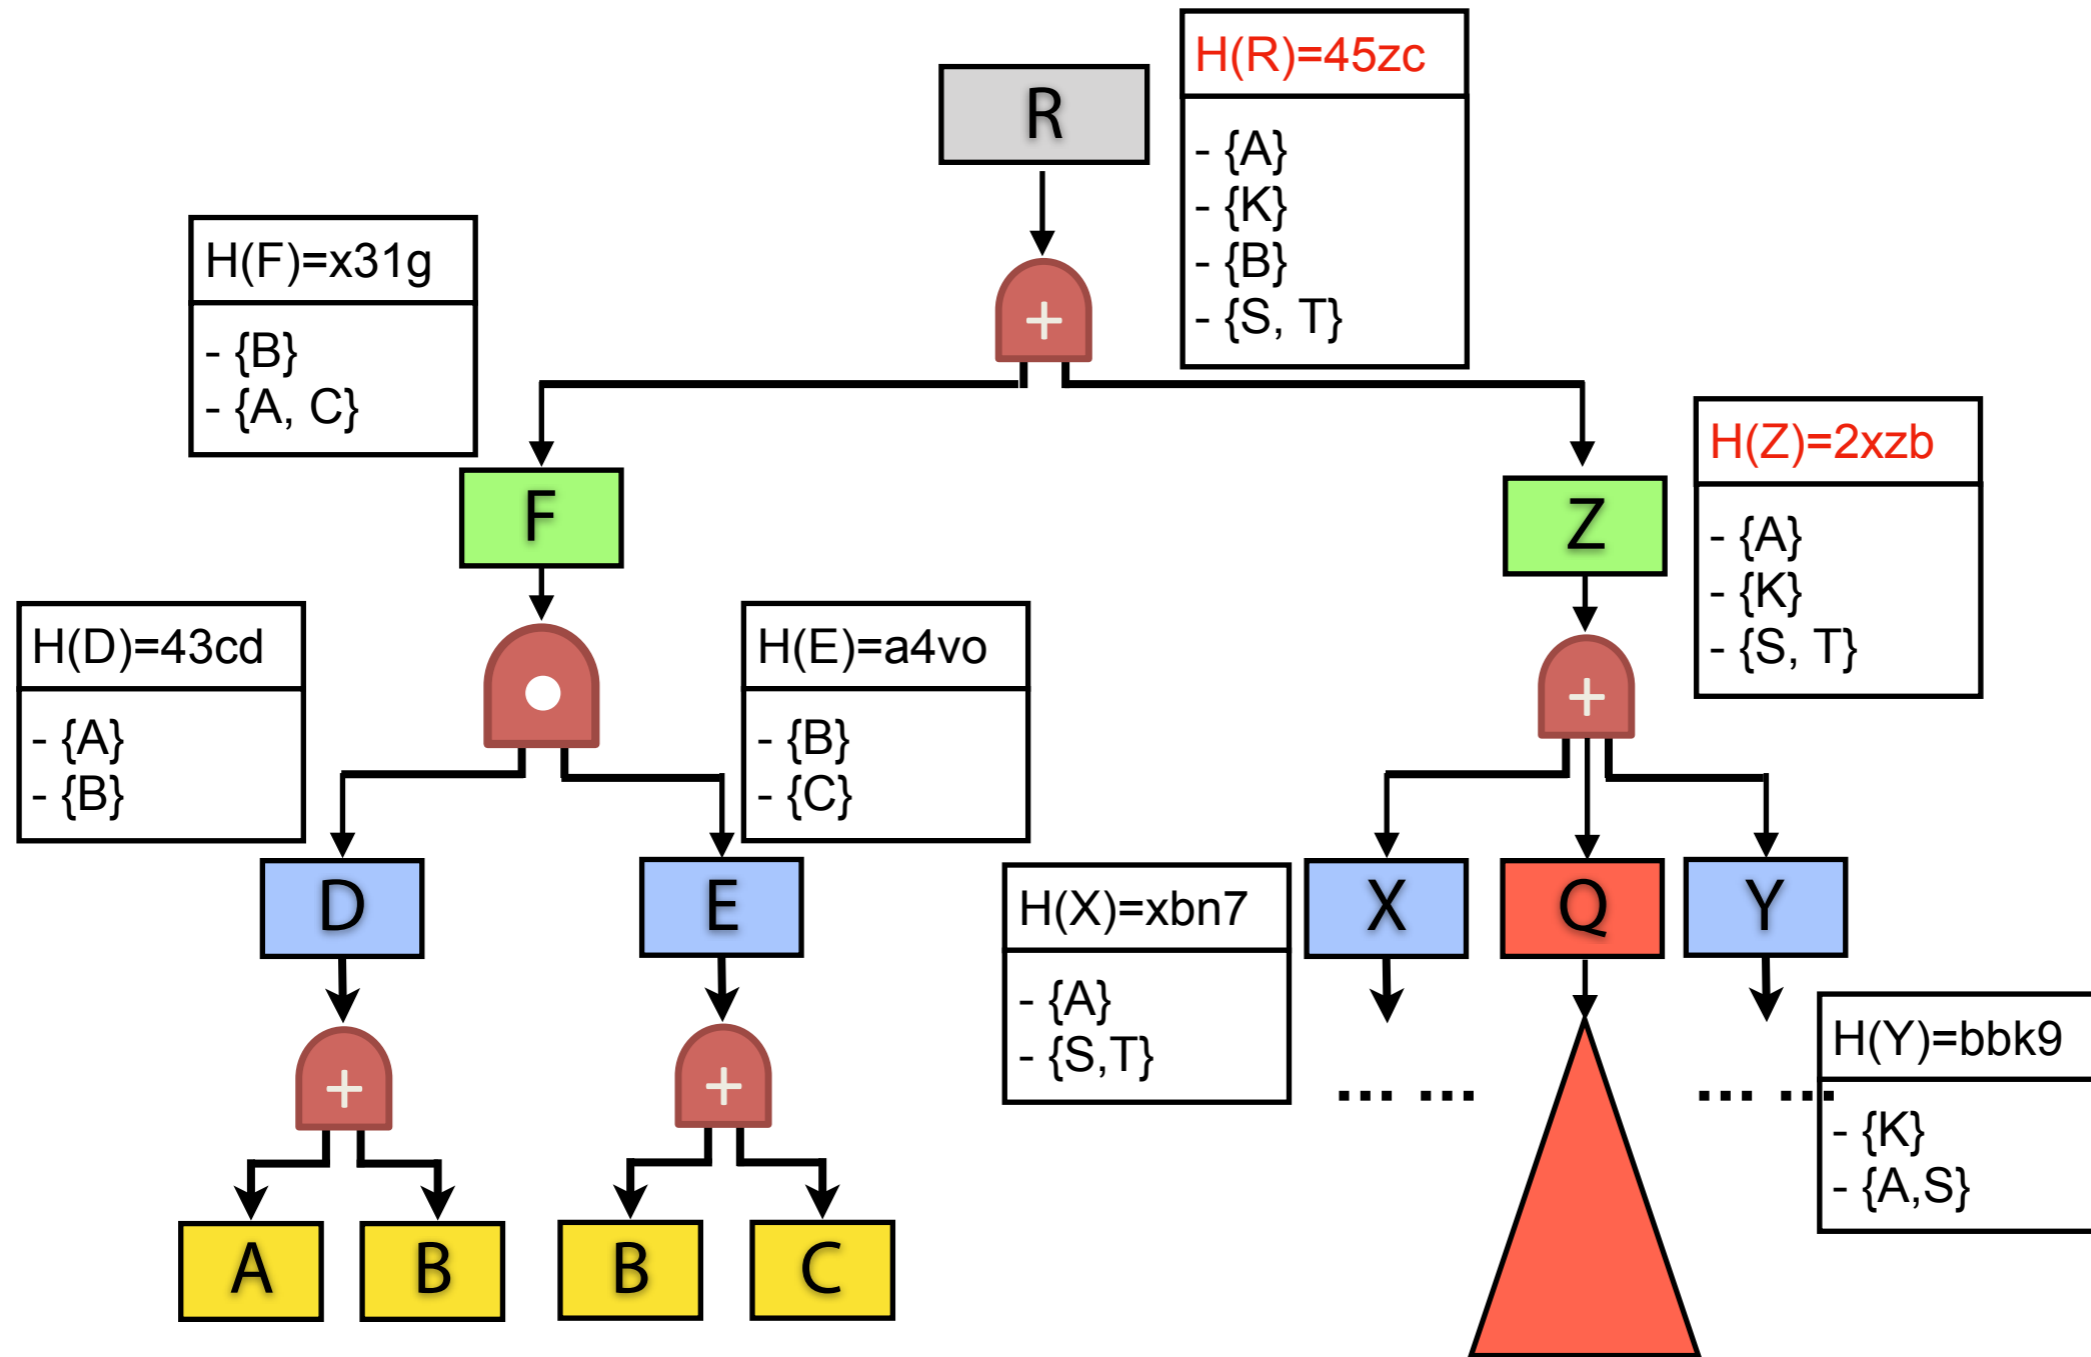 R
H(R)=45zc
- {A}
- {K}
- {B}
- {S, T}
+
H(F)=x31g
- {B}
- {A, C}
F
H(Z)=2xzb
- {A}
- {K}
- {S, T}
Z
+
H(D)=43cd
- {A}
- {B}
H(E)=a4vo
- {B}
- {C}
D
E
H(X)=xbn7
- {A}
- {S,T}
X
Q
Y
H(Y)=bbk9
- {K}
- {A,S}
... ...
... ...
+
+
A
B
B
C